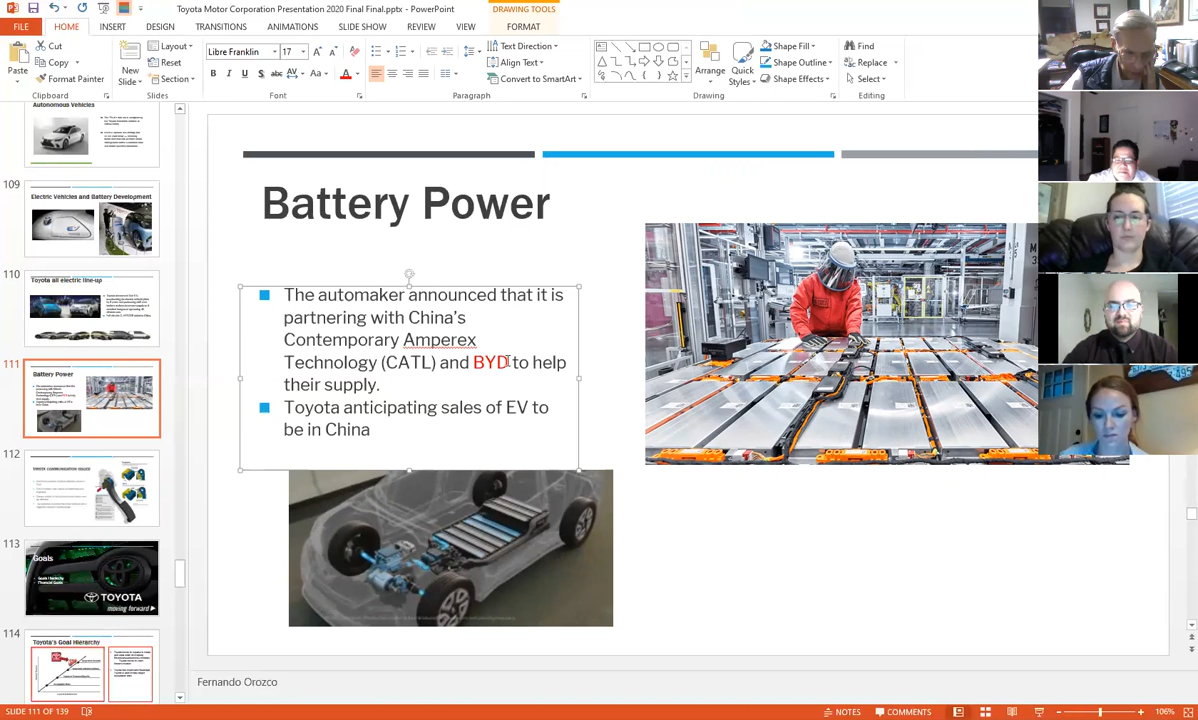 Toyota Motor Corporation Presentation 2020 Final Final.pptx - PowerPoint
DRAWING TOOLS
FILE HOME INSERT DESIGN TRANSITIONS ANIMATIONS SLIDE SHOW REVIEW VIEW FORMAT
Paste
Cut
Copy
Format Painter
Clipboard
New
Slide
Layout
Reset
Section
Slides
Libre Franklin 17
Font
Text Direction
Align Text
Convert to SmartArt
Paragraph
Arrange
Quick
Styles
Shape Fill
Shape Outline
Shape Effects
Drawing
Find
Replace
Select
Editing
Autonomous Vehicles
109
Electric Vehicles and Battery Development
110
Toyota all electric line-up
111
Battery Power
112
113
Goals
TOYOTA
moving forward
114
Toyota's Goal Hierarchy
Battery Power
The automaker announced that it is
partnering with China's
Contemporary Amperex
Technology (CATL) and BYD to help
their supply.
Toyota anticipating sales of EV to
be in China
Fernando Orozco
SLIDE 111 OF 139
NOTES
COMMENTS
106%